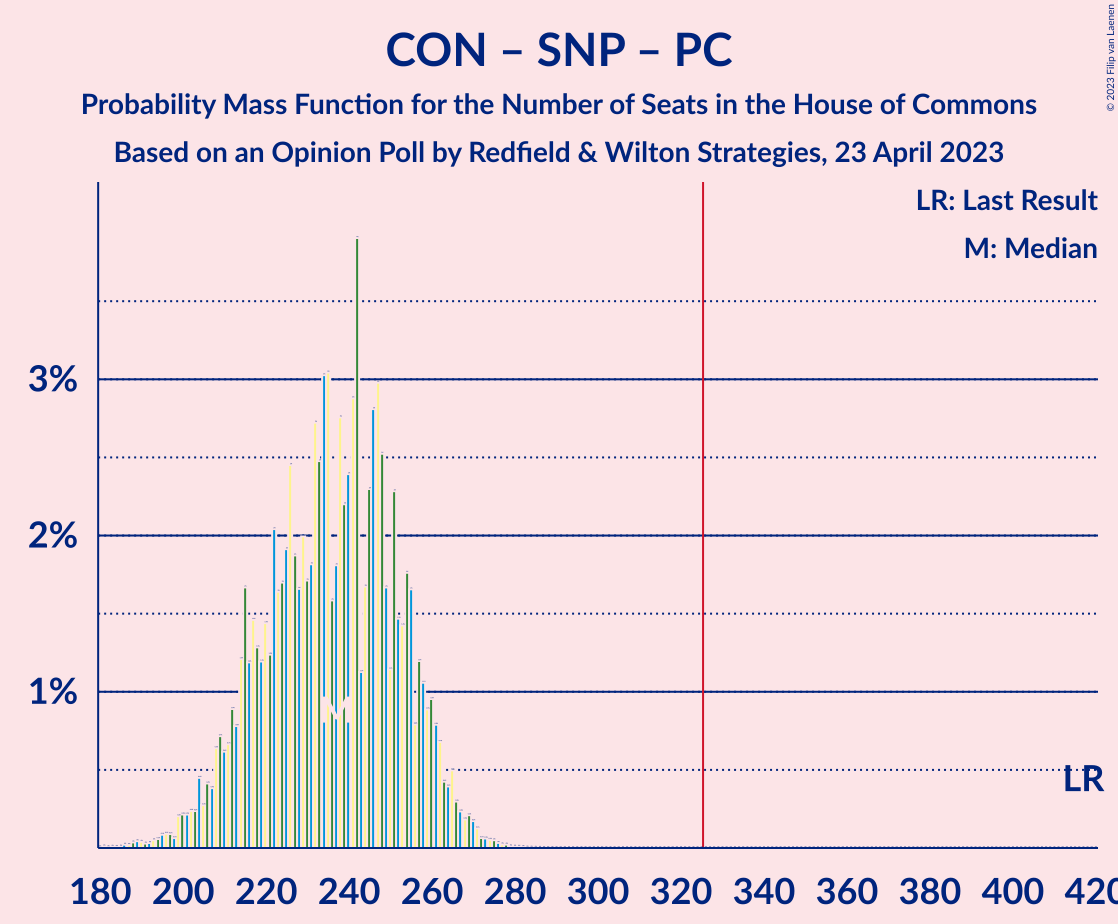 CON – SNP – PC
Probability Mass Function for the Number of Seats in the House of Commons
Based on an Opinion Poll by Redfield & Wilton Strategies, 23 April 2023
© 2023 Filip van Laenen
LR: Last Result
M: Median
3%
2%
1%
M
LR
180 200 220 240 260 280 300 320 340 360 380 400 420